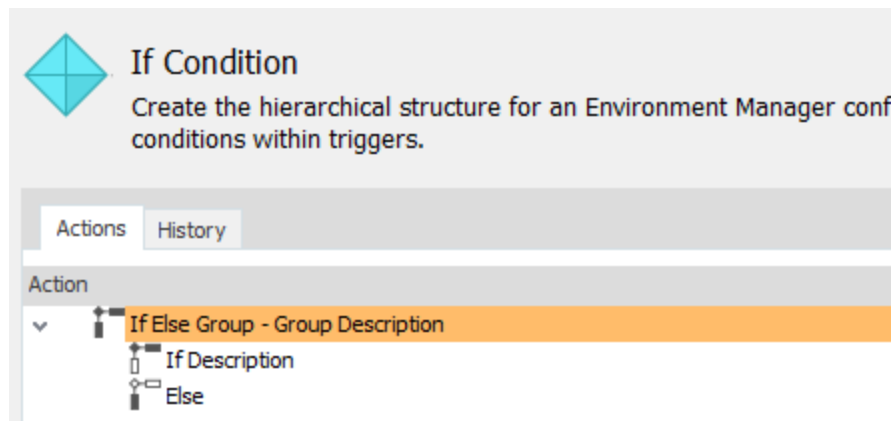 If Condition
Create the hierarchical structure for an Environment Manager conf
conditions within triggers.
Actions
History
Action
If Else Group - Group Description
If Description
Else